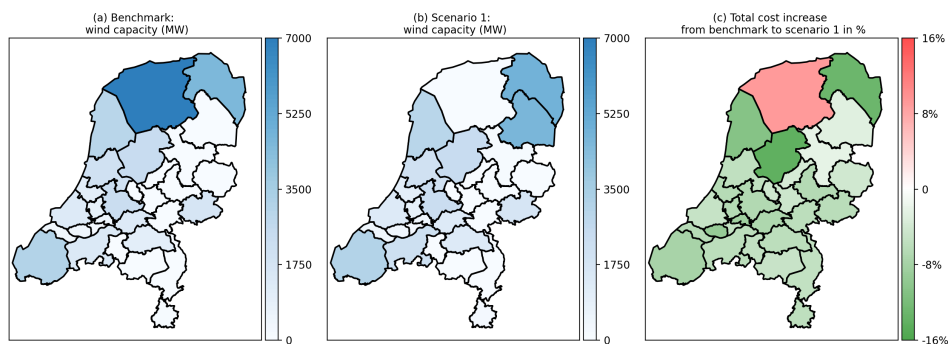 (a) Benchmark:
wind capacity (MW)
7000
5250
3500
1750
0
(b) Scenario 1:
wind capacity (MW)
7000
5250
3500
1750
0
(c) Total cost increase
from benchmark to scenario 1 in %
16%
8%
0
-8%
-16%